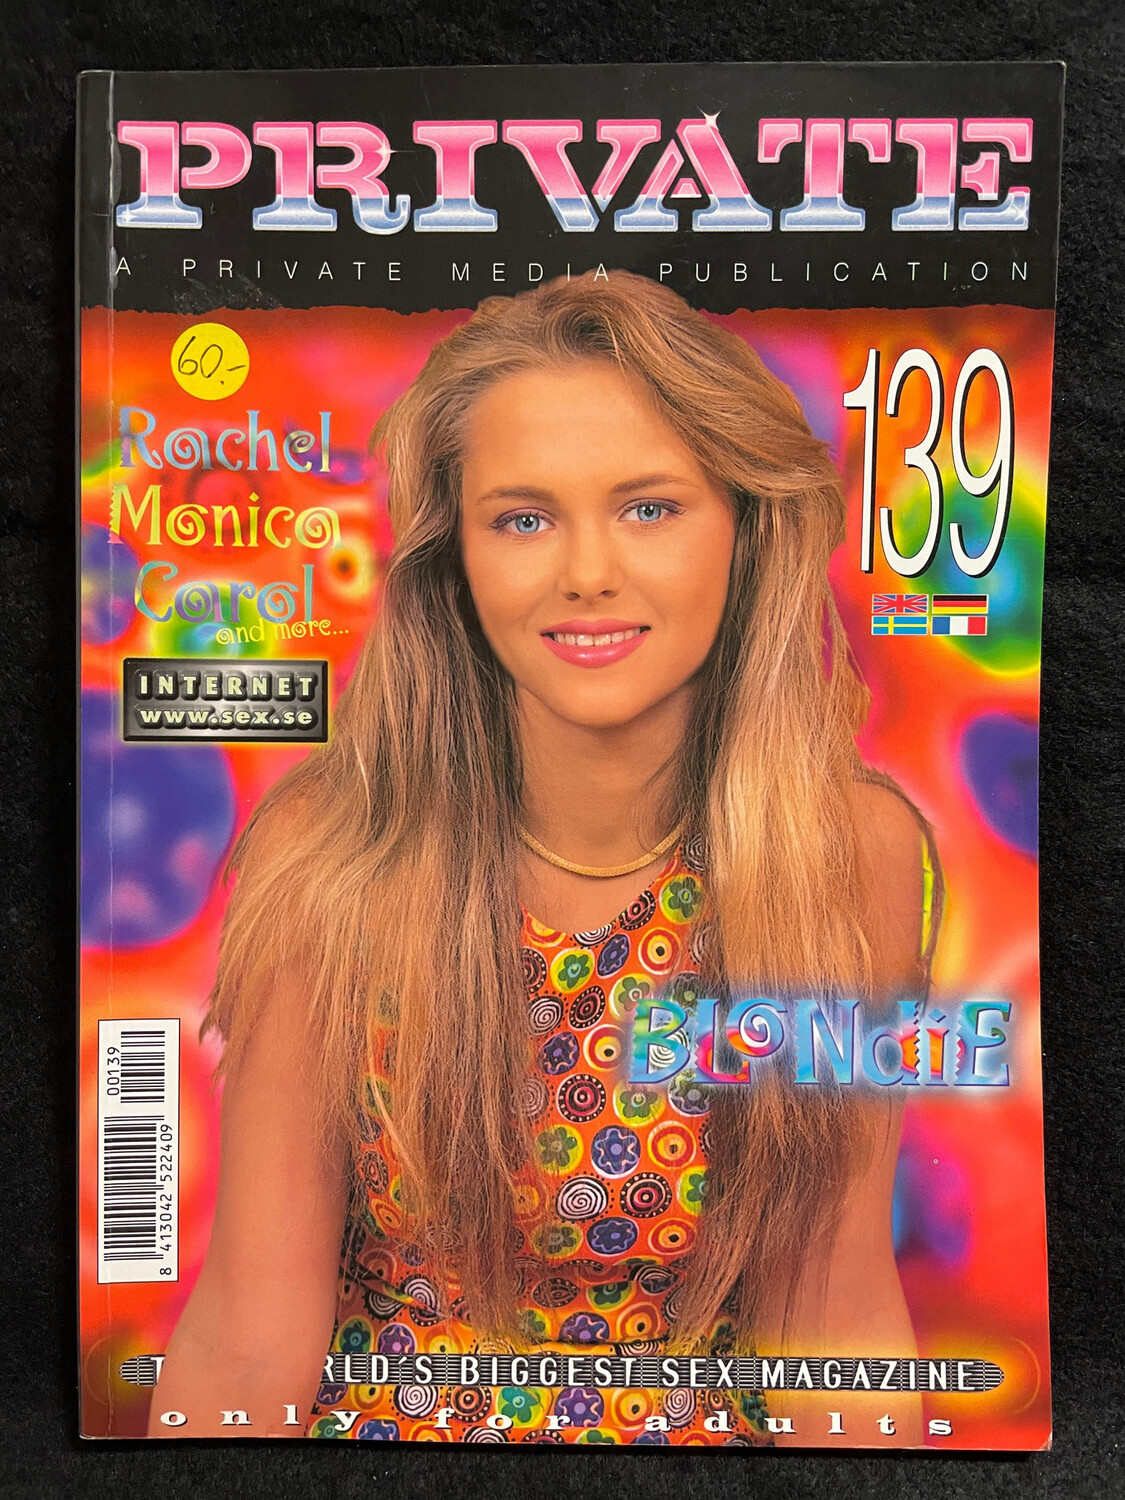 PRIVATE
A PRIVATE MEDIA PUBLICATION
60.-
139
Rachel
Monica
Carol
and more...
INTERNET
www.sex.se
BLONdiE
00139
8 413042 522409
T RLD´S BIGGEST SEX MAGAZINE
only for adults